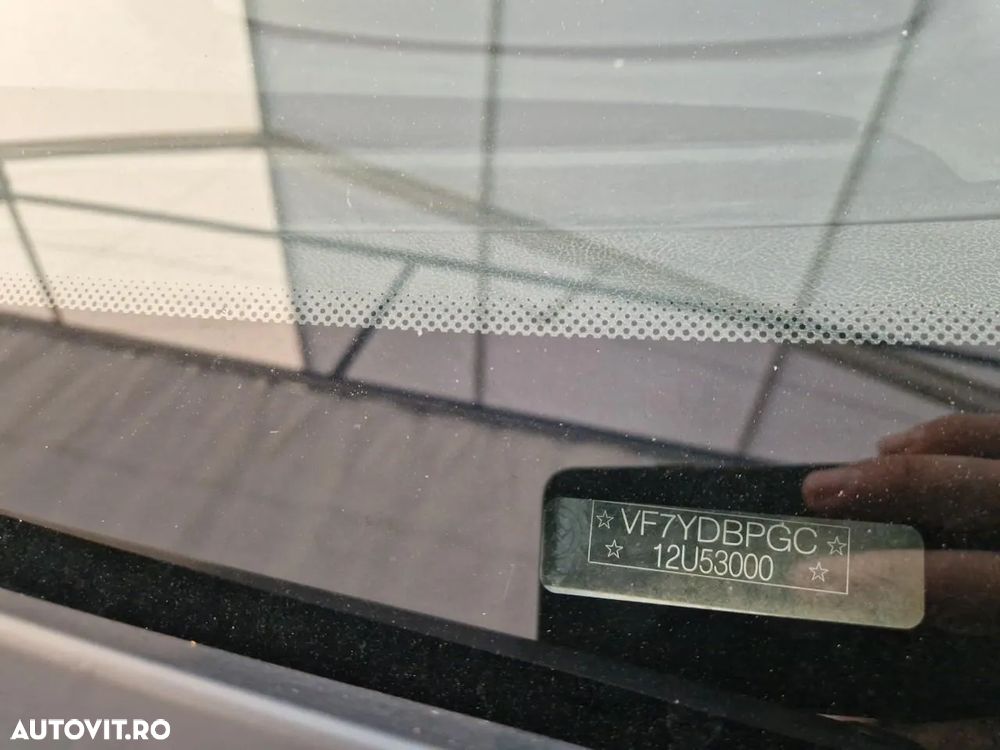 ☆ VF7YDBPGC ☆
☆ 12U53000 ☆
AUTOVIT.RO